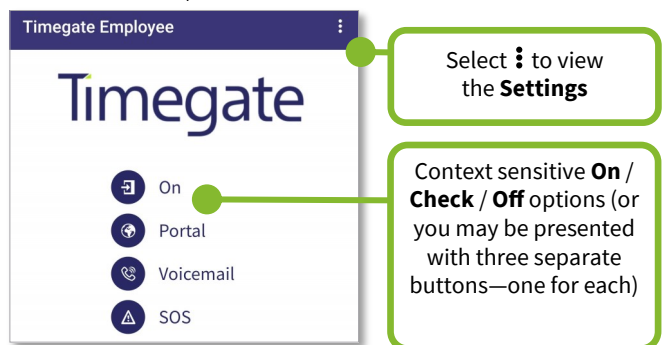 Timegate Employee
Timegate
On
Portal
Voicemail
SOS
Select ⋮ to view
the Settings
Context sensitive On /
Check / Off options (or
you may be presented
with three separate
buttons—one for each)